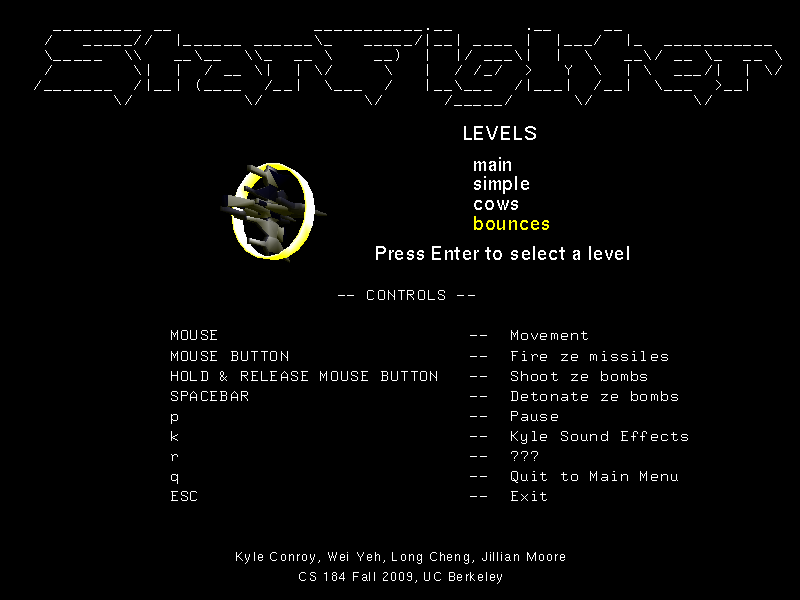 StarFighter
LEVELS
main
simple
cows
bounces
Press Enter to select a level
-- CONTROLS --
MOUSE -- Movement
MOUSE BUTTON -- Fire ze missiles
HOLD & RELEASE MOUSE BUTTON -- Shoot ze bombs
SPACEBAR -- Detonate ze bombs
p -- Pause
k -- Kyle Sound Effects
r -- ???
q -- Quit to Main Menu
ESC -- Exit
Kyle Conroy, Wei Yeh, Long Cheng, Jillian Moore
CS 184 Fall 2009, UC Berkeley